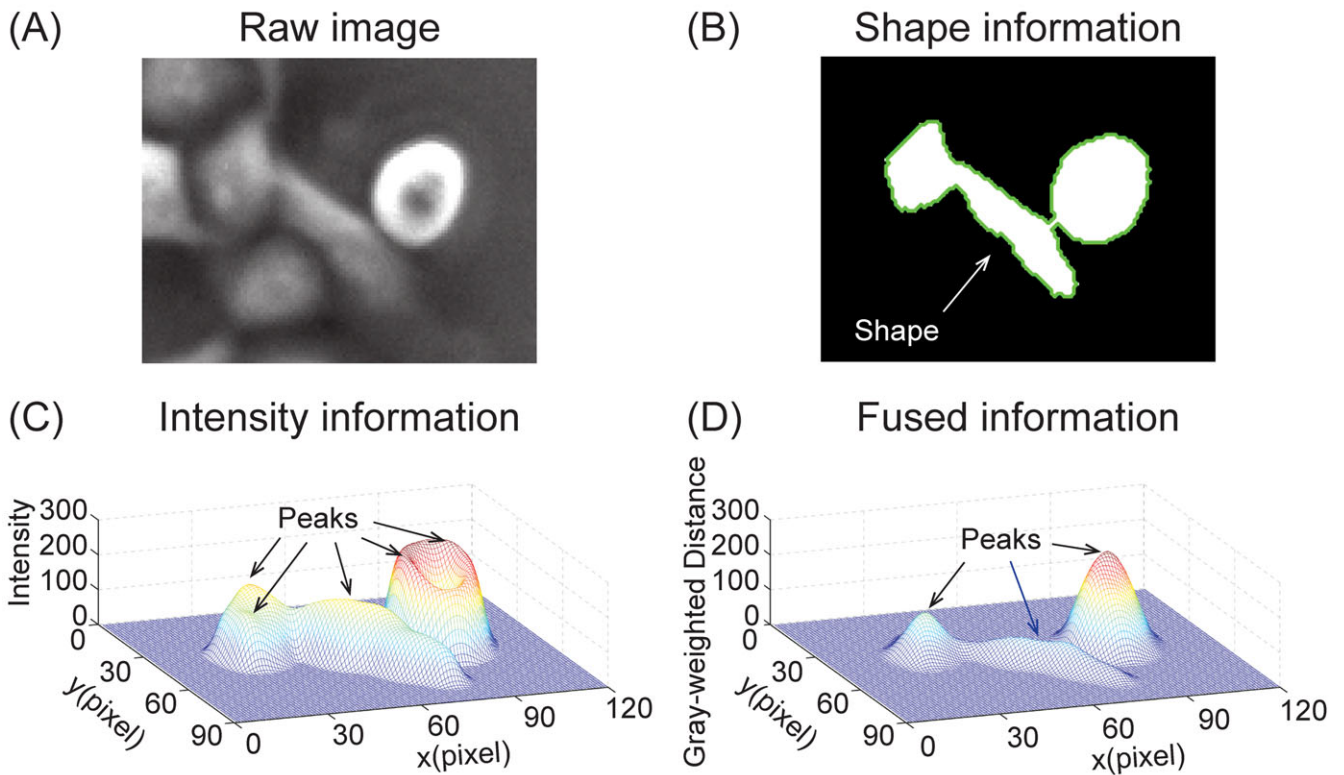 (A) Raw image
(B) Shape information
Shape
(C) Intensity information
Intensity
300
200
100
0
Peaks
0
30
60
90
y(pixel)
0
30
60
90
120
x(pixel)
(D) Fused information
Gray-weighted Distance
300
200
100
0
Peaks
0
30
60
90
y(pixel)
0
30
60
90
120
x(pixel)